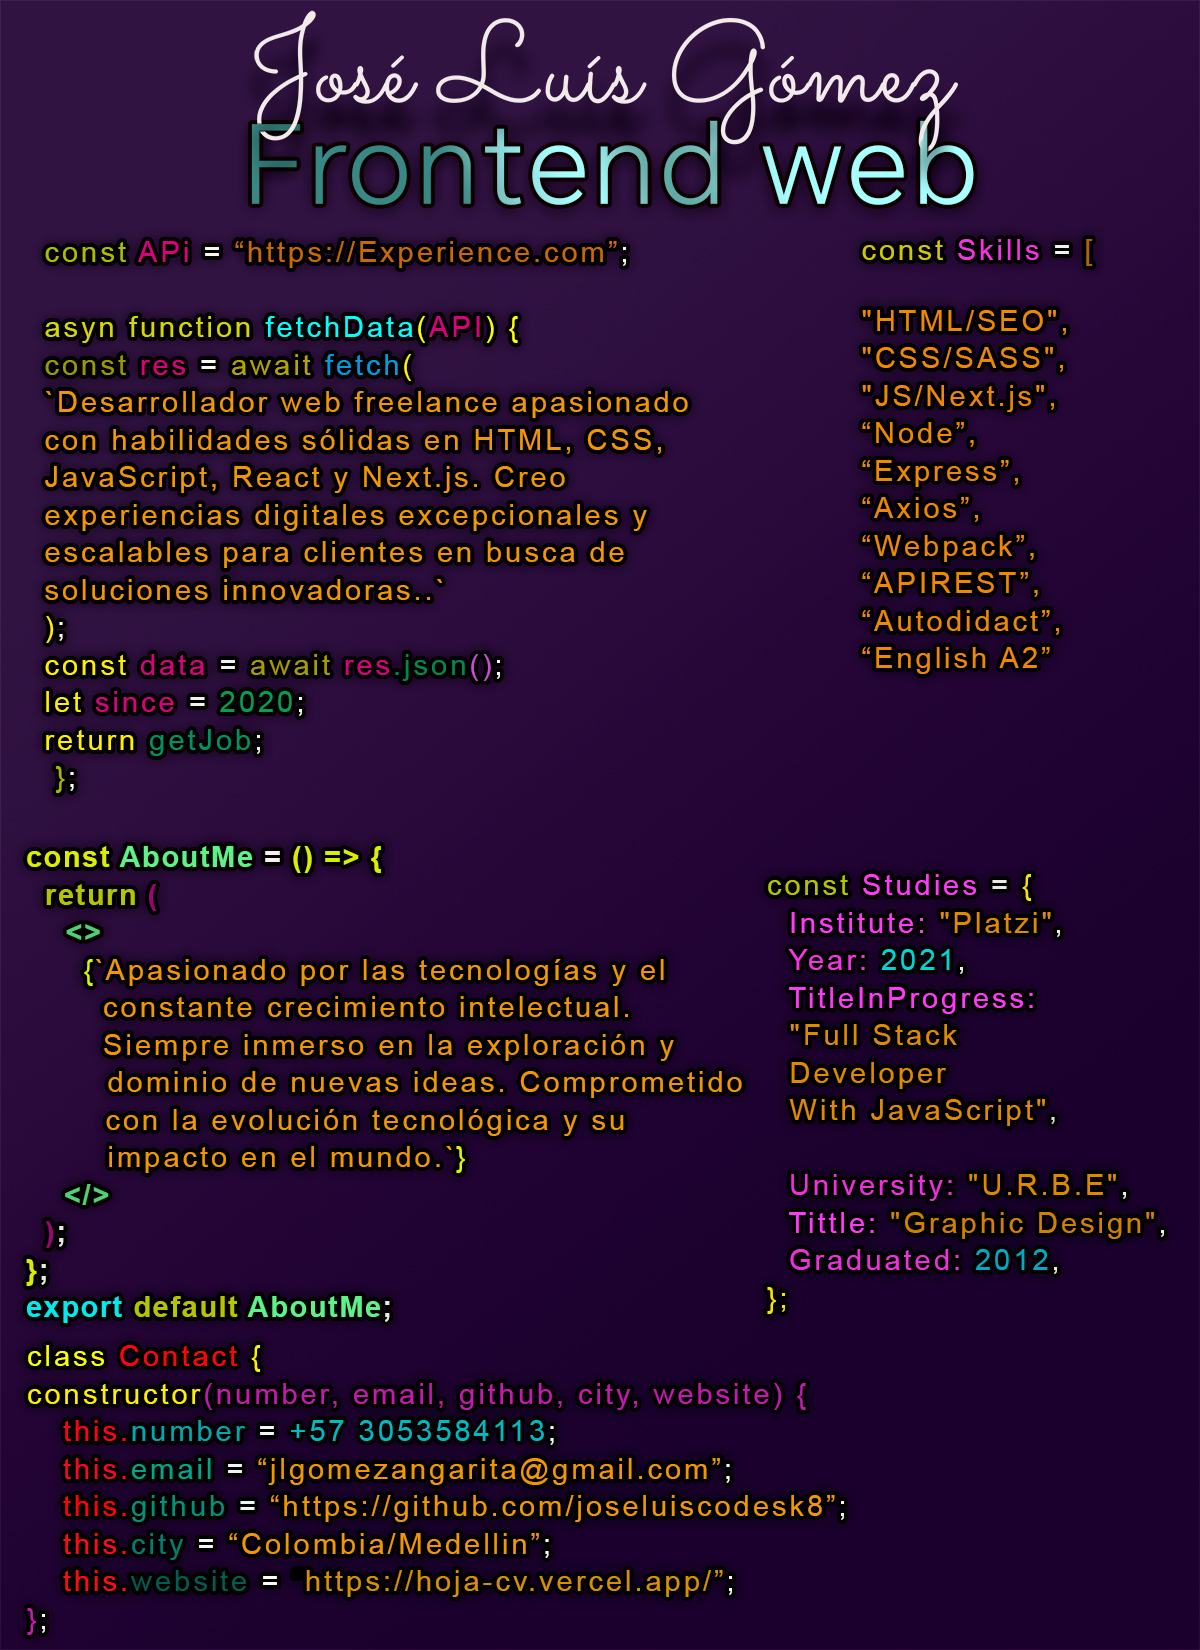 José Luís Gómez
Frontend web
const APi = “https://Experience.com”;
asyn function fetchData(API) {
const res = await fetch(
`Desarrollador web freelance apasionado
con habilidades sólidas en HTML, CSS,
JavaScript, React y Next.js. Creo
experiencias digitales excepcionales y
escalables para clientes en busca de
soluciones innovadoras..`
);
const data = await res.json();
let since = 2020;
return getJob;
};
const Skills = [
"HTML/SEO",
"CSS/SASS",
"JS/Next.js",
“Node”,
“Express”,
“Axios”,
“Webpack”,
“APIREST”,
“Autodidact”,
“English A2”
const AboutMe = () => {
return (
<>
{`Apasionado por las tecnologías y el
constante crecimiento intelectual.
Siempre inmerso en la exploración y
dominio de nuevas ideas. Comprometido
con la evolución tecnológica y su
impacto en el mundo.`}
</>
);
};
export default AboutMe;
const Studies = {
Institute: "Platzi",
Year: 2021,
TitleInProgress:
"Full Stack
Developer
With JavaScript",
University: "U.R.B.E",
Tittle: "Graphic Design",
Graduated: 2012,
};
class Contact {
constructor(number, email, github, city, website) {
this.number = +57 3053584113;
this.email = “jlgomezangarita@gmail.com”;
this.github = “https://github.com/joseluiscodesk8”;
this.city = “Colombia/Medellin”;
this.website = “https://hoja-cv.vercel.app/”;
};